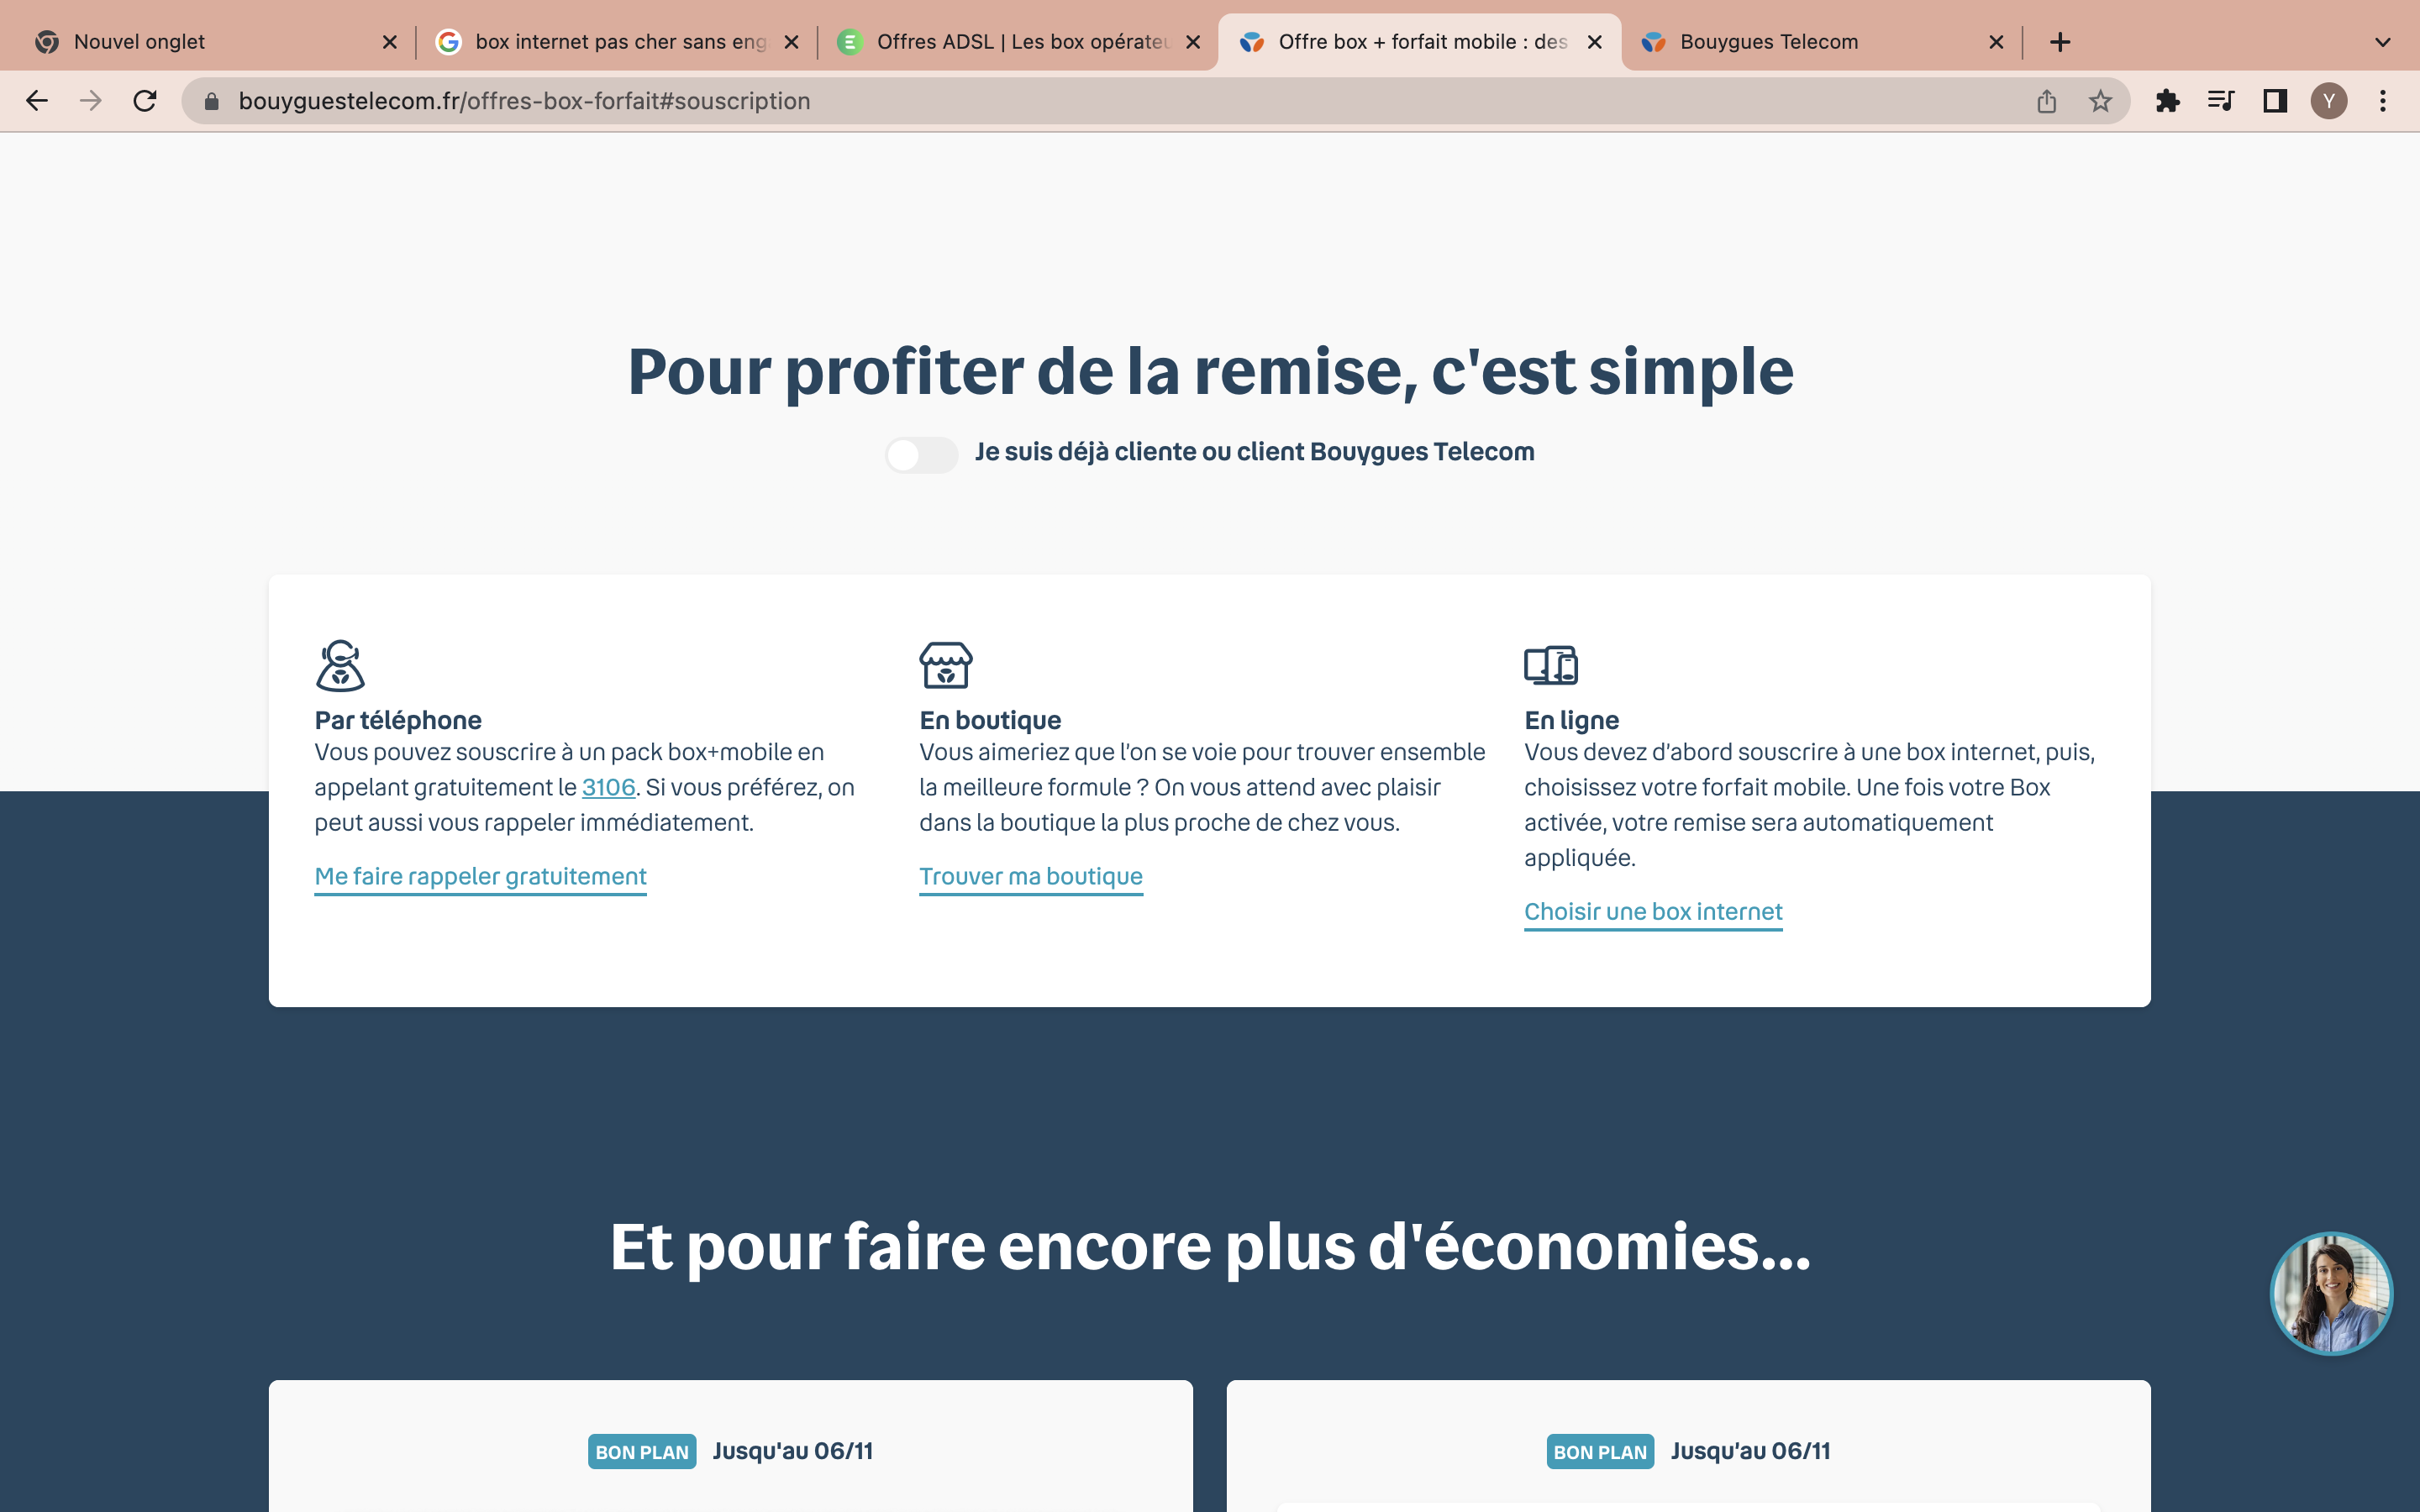 Nouvel onglet
box internet pas cher sans eng
Offres ADSL | Les box opérateu
Offre box + forfait mobile : des
Bouygues Telecom
bouyguestelecom.fr/offres-box-forfait#souscription
Y
Pour profiter de la remise, c'est simple
Je suis déjà cliente ou client Bouygues Telecom
Par téléphone
Vous pouvez souscrire à un pack box+mobile en
appelant gratuitement le 3106. Si vous préférez, on
peut aussi vous rappeler immédiatement.
Me faire rappeler gratuitement
En boutique
Vous aimeriez que l'on se voie pour trouver ensemble
la meilleure formule ? On vous attend avec plaisir
dans la boutique la plus proche de chez vous.
Trouver ma boutique
En ligne
Vous devez d'abord souscrire à une box internet, puis,
choisissez votre forfait mobile. Une fois votre Box
activée, votre remise sera automatiquement
appliquée.
Choisir une box internet
Et pour faire encore plus d'économies...
BON PLAN Jusqu'au 06/11
BON PLAN Jusqu'au 06/11